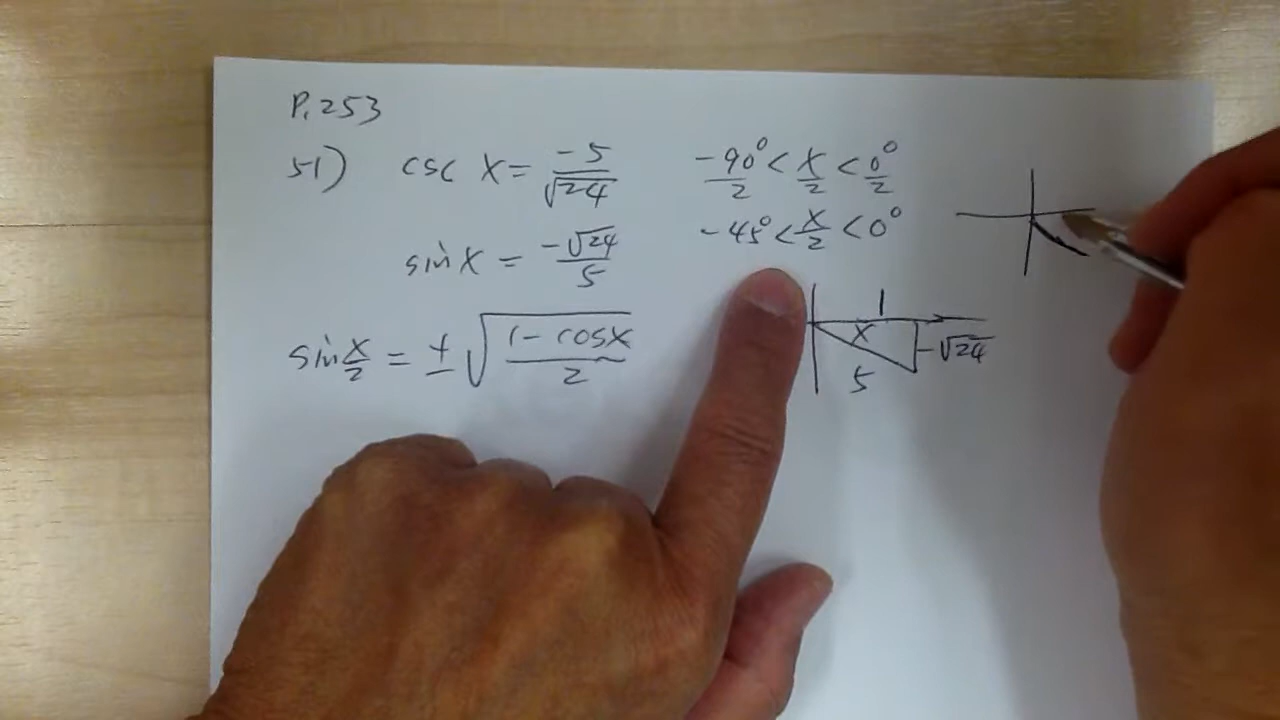 P. 253
51) csc x = -5/√24
-90°/2 < x/2 < 0°/2
-45° < x/2 < 0°
sin x = -√24/5
sin x/2 = ± √((1 - cos x)/2)
1
x
-√24
5